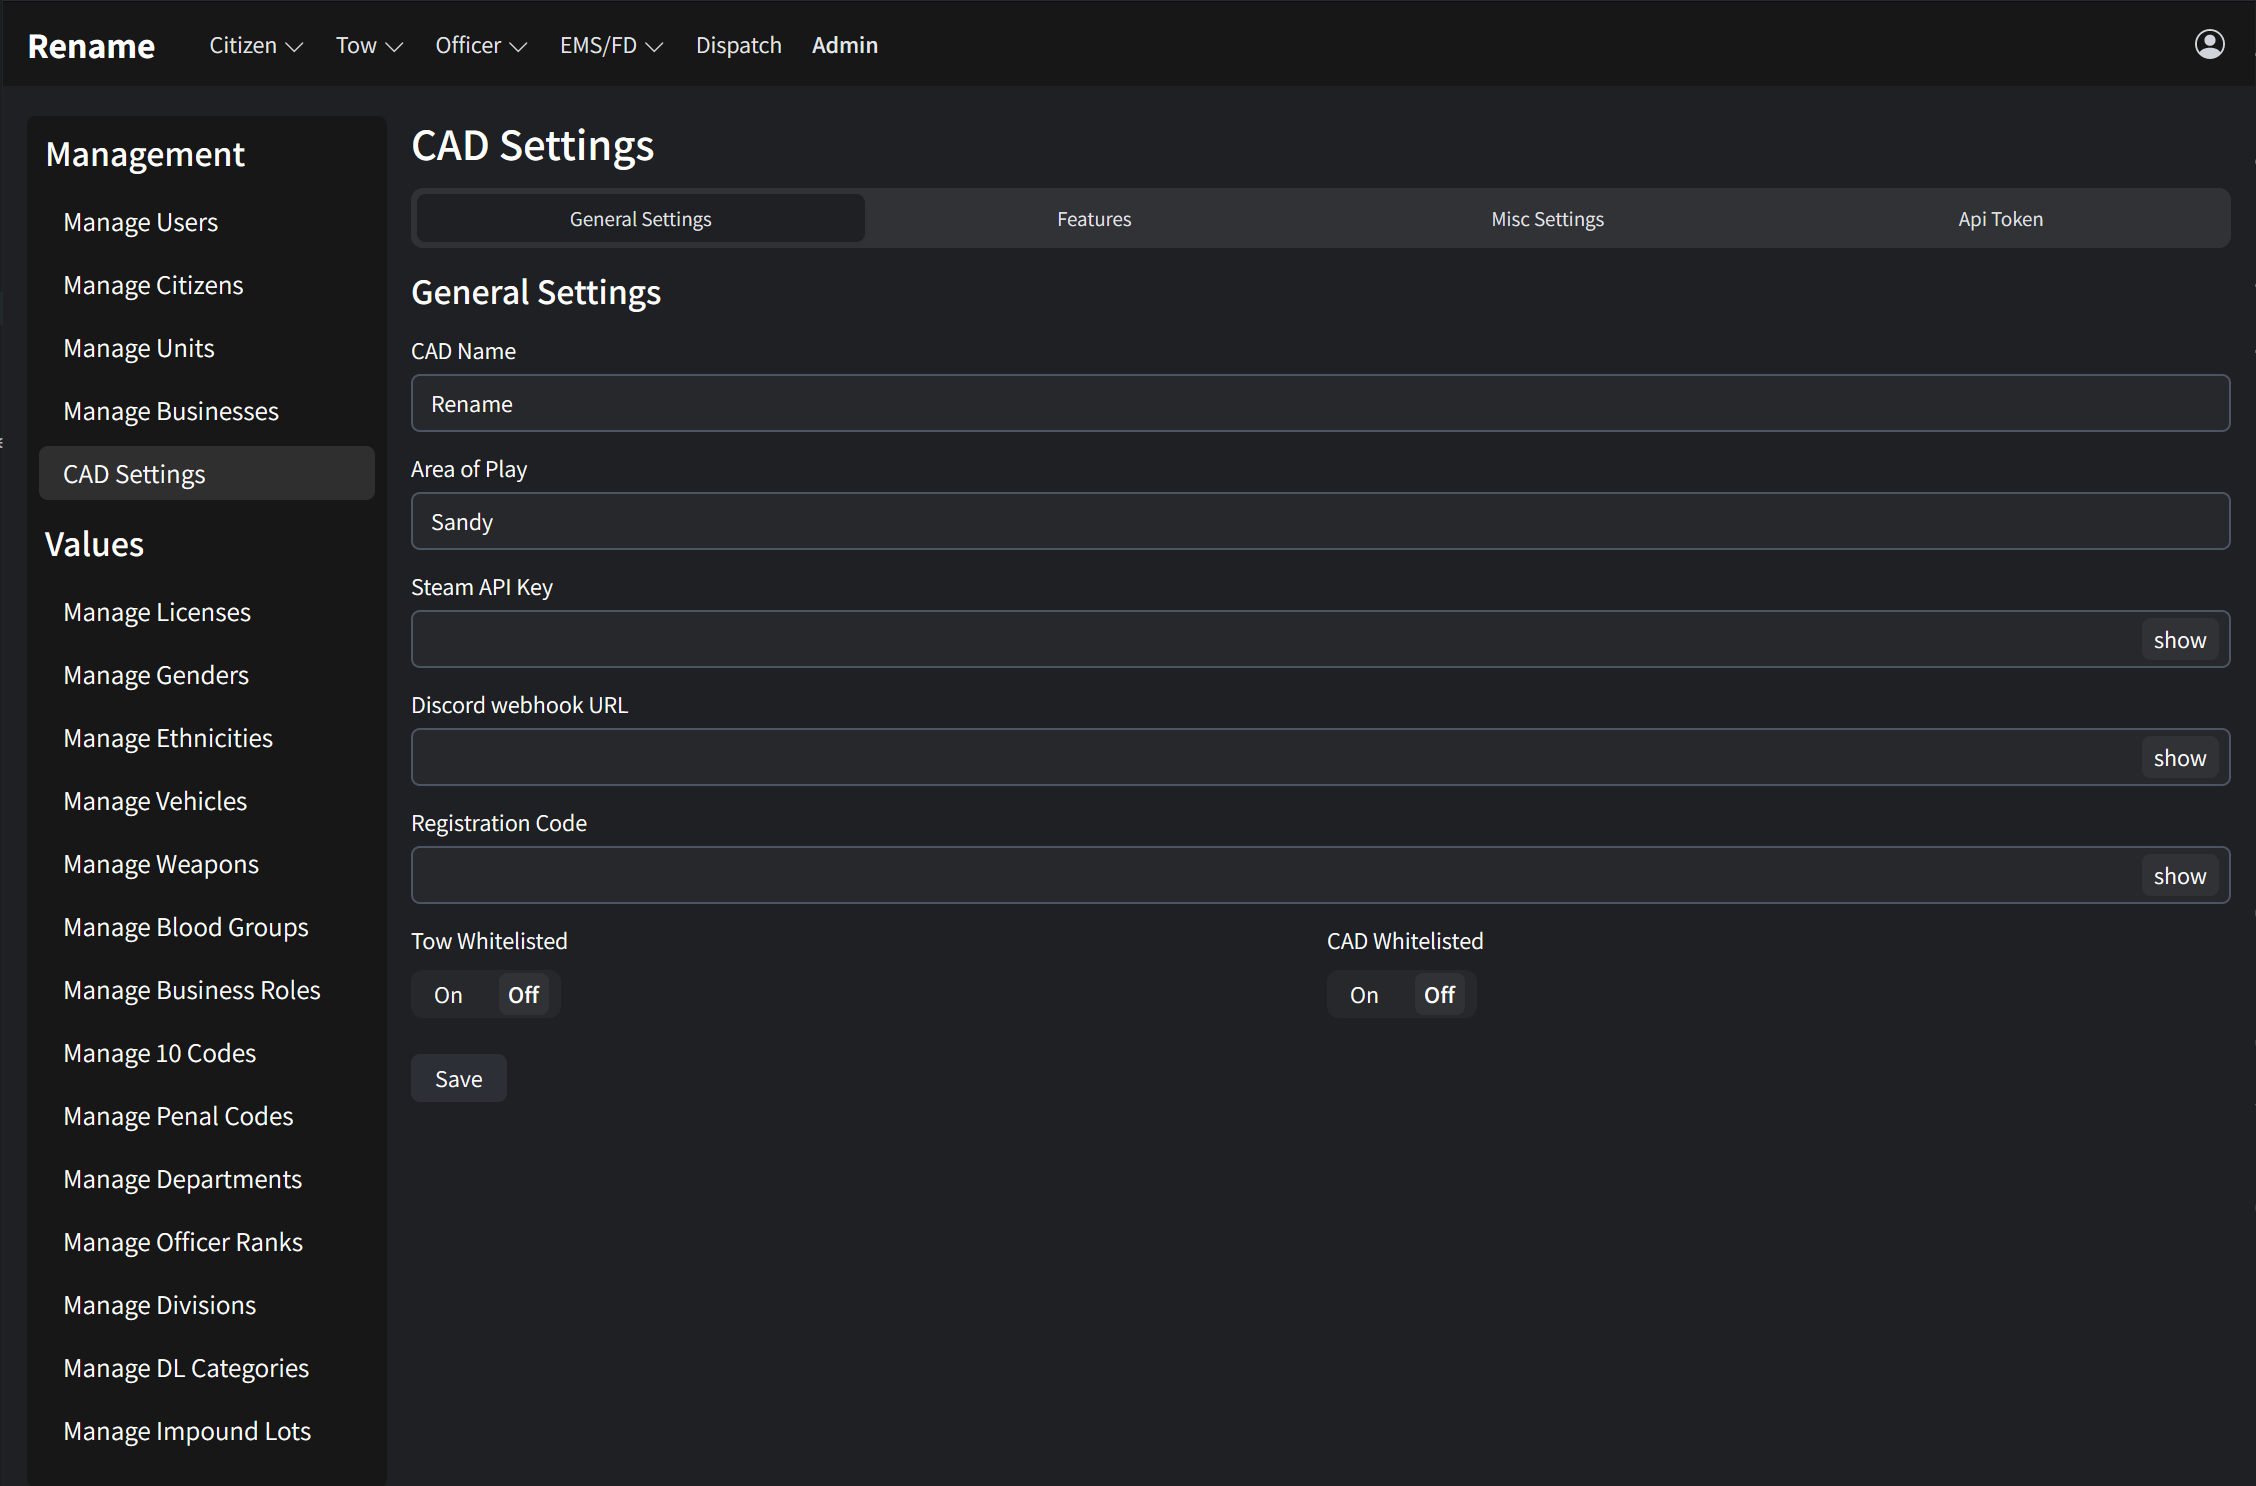 Rename Citizen Tow Officer EMS/FD Dispatch Admin
Management
Manage Users
Manage Citizens
Manage Units
Manage Businesses
CAD Settings
Values
Manage Licenses
Manage Genders
Manage Ethnicities
Manage Vehicles
Manage Weapons
Manage Blood Groups
Manage Business Roles
Manage 10 Codes
Manage Penal Codes
Manage Departments
Manage Officer Ranks
Manage Divisions
Manage DL Categories
Manage Impound Lots
CAD Settings
General Settings Features Misc Settings Api Token
General Settings
CAD Name
Rename
Area of Play
Sandy
Steam API Key
show
Discord webhook URL
show
Registration Code
show
Tow Whitelisted CAD Whitelisted
On Off On Off
Save